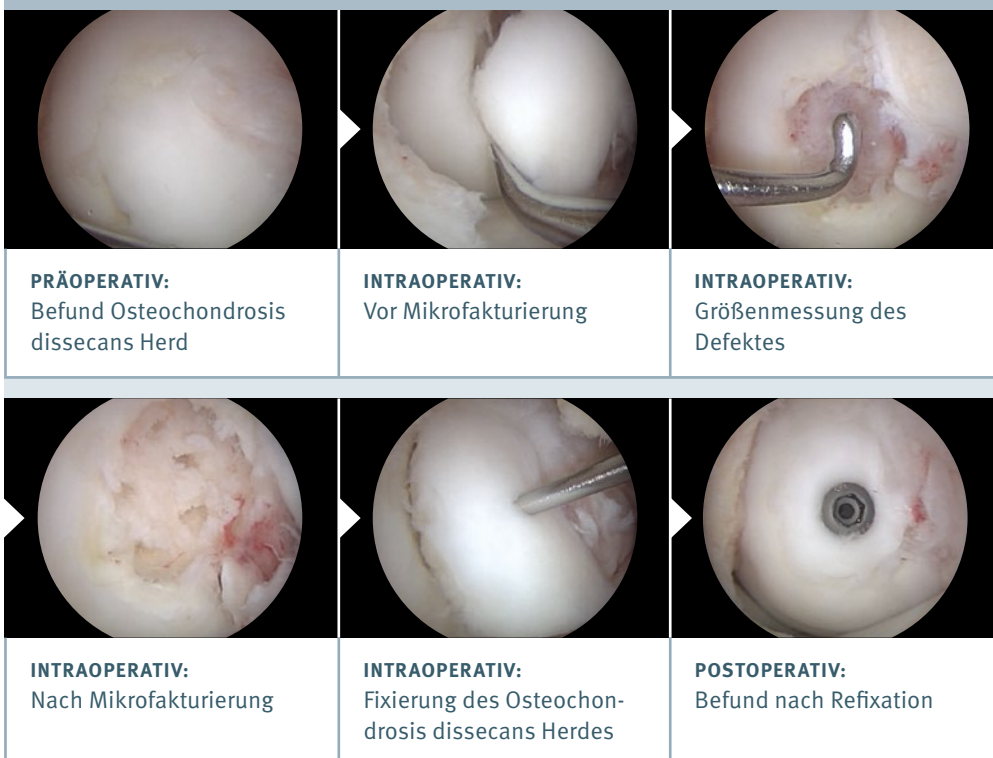 PRÄOPERATIV:
Befund Osteochondrosis
dissecans Herd
INTRAOPERATIV:
Vor Mikrofakturierung
INTRAOPERATIV:
Größenmessung des
Defektes
INTRAOPERATIV:
Nach Mikrofakturierung
INTRAOPERATIV:
Fixierung des Osteochon-
drosis dissecans Herdes
POSTOPERATIV:
Befund nach Refixation